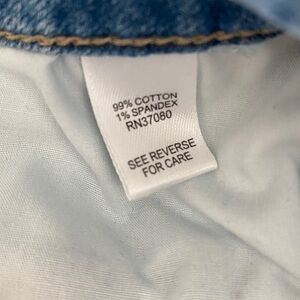 99% COTTON
1% SPANDEX
RN37080
SEE REVERSE
FOR CARE